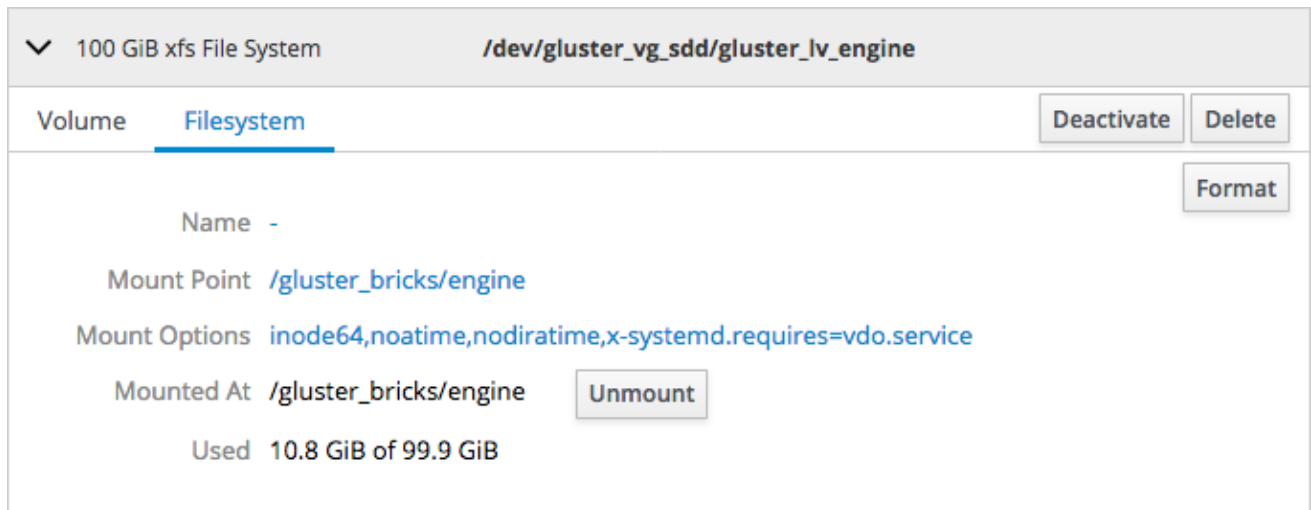 100 GiB xfs File System /dev/gluster_vg_sdd/gluster_lv_engine
Volume Filesystem Deactivate Delete
Format
Name -
Mount Point /gluster_bricks/engine
Mount Options inode64,noatime,nodiratime,x-systemd.requires=vdo.service
Mounted At /gluster_bricks/engine Unmount
Used 10.8 GiB of 99.9 GiB